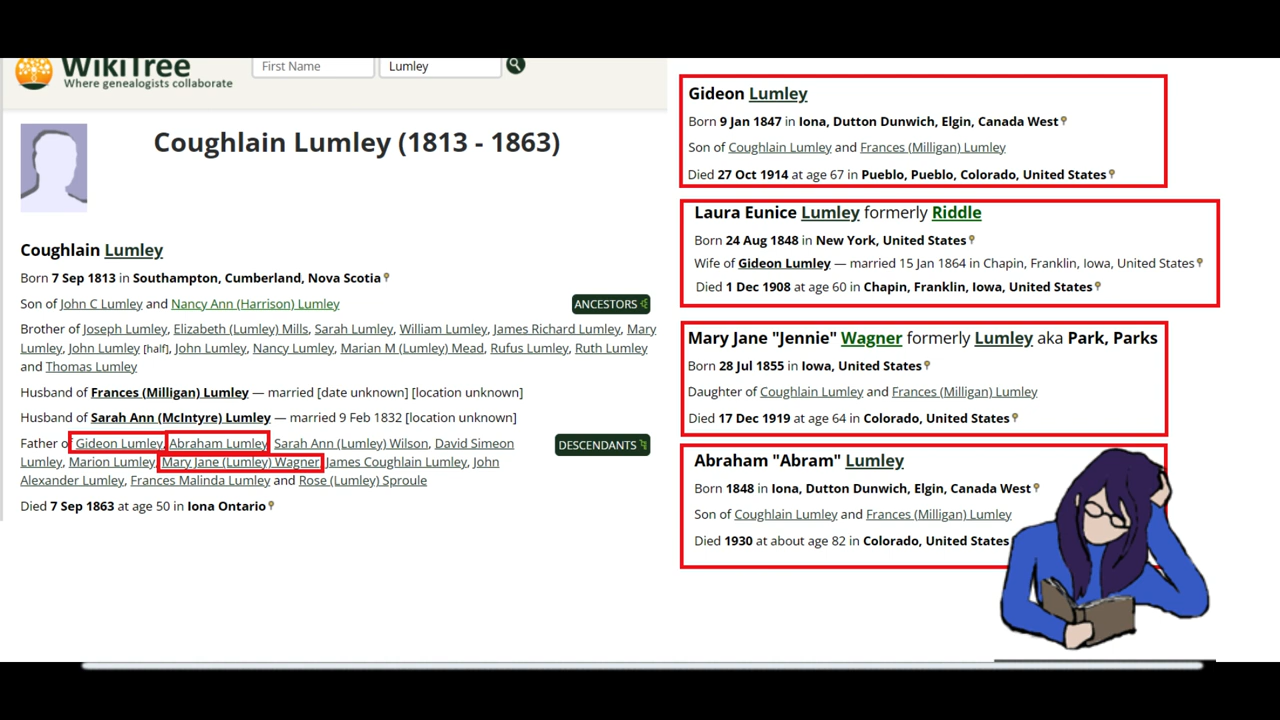 WikiTree
Where genealogists collaborate
First Name
Lumley
Coughlain Lumley (1813 - 1863)
Coughlain Lumley
Born 7 Sep 1813 in Southampton, Cumberland, Nova Scotia
Son of John C Lumley and Nancy Ann (Harrison) Lumley
ANCESTORS
Brother of Joseph Lumley, Elizabeth (Lumley) Mills, Sarah Lumley, William Lumley, James Richard Lumley, Mary
Lumley, John Lumley [half], John Lumley, Nancy Lumley, Marian M (Lumley) Mead, Rufus Lumley, Ruth Lumley
and Thomas Lumley
Husband of Frances (Milligan) Lumley — married [date unknown] [location unknown]
Husband of Sarah Ann (McIntyre) Lumley — married 9 Feb 1832 [location unknown]
Father of Gideon Lumley, Abraham Lumley, Sarah Ann (Lumley) Wilson, David Simeon
DESCENDANTS
Lumley, Marion Lumley, Mary Jane (Lumley) Wagner, James Coughlain Lumley, John
Alexander Lumley, Frances Malinda Lumley and Rose (Lumley) Sproule
Died 7 Sep 1863 at age 50 in Iona Ontario
Gideon Lumley
Born 9 Jan 1847 in Iona, Dutton Dunwich, Elgin, Canada West
Son of Coughlain Lumley and Frances (Milligan) Lumley
Died 27 Oct 1914 at age 67 in Pueblo, Pueblo, Colorado, United States
Laura Eunice Lumley formerly Riddle
Born 24 Aug 1848 in New York, United States
Wife of Gideon Lumley — married 15 Jan 1864 in Chapin, Franklin, Iowa, United States
Died 1 Dec 1908 at age 60 in Chapin, Franklin, Iowa, United States
Mary Jane "Jennie" Wagner formerly Lumley aka Park, Parks
Born 28 Jul 1855 in Iowa, United States
Daughter of Coughlain Lumley and Frances (Milligan) Lumley
Died 17 Dec 1919 at age 64 in Colorado, United States
Abraham "Abram" Lumley
Born 1848 in Iona, Dutton Dunwich, Elgin, Canada West
Son of Coughlain Lumley and Frances (Milligan) Lumley
Died 1930 at about age 82 in Colorado, United States